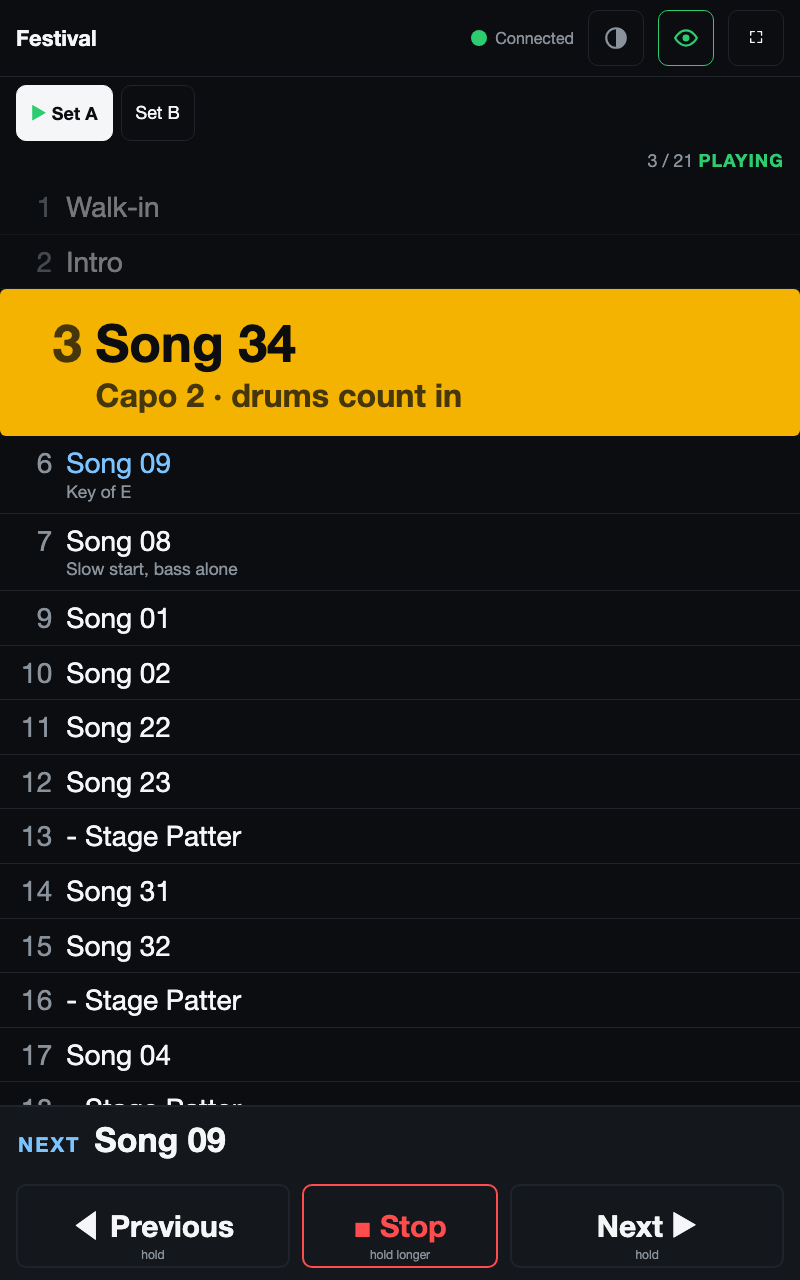 Festival
Connected
▶ Set A
Set B
3 / 21 PLAYING
1 Walk-in
2 Intro
3 Song 34
Capo 2 · drums count in
6 Song 09
Key of E
7 Song 08
Slow start, bass alone
9 Song 01
10 Song 02
11 Song 22
12 Song 23
13 - Stage Patter
14 Song 31
15 Song 32
16 - Stage Patter
17 Song 04
18 - Stage Patter
NEXT Song 09
◀ Previous
hold
■ Stop
hold longer
Next ▶
hold